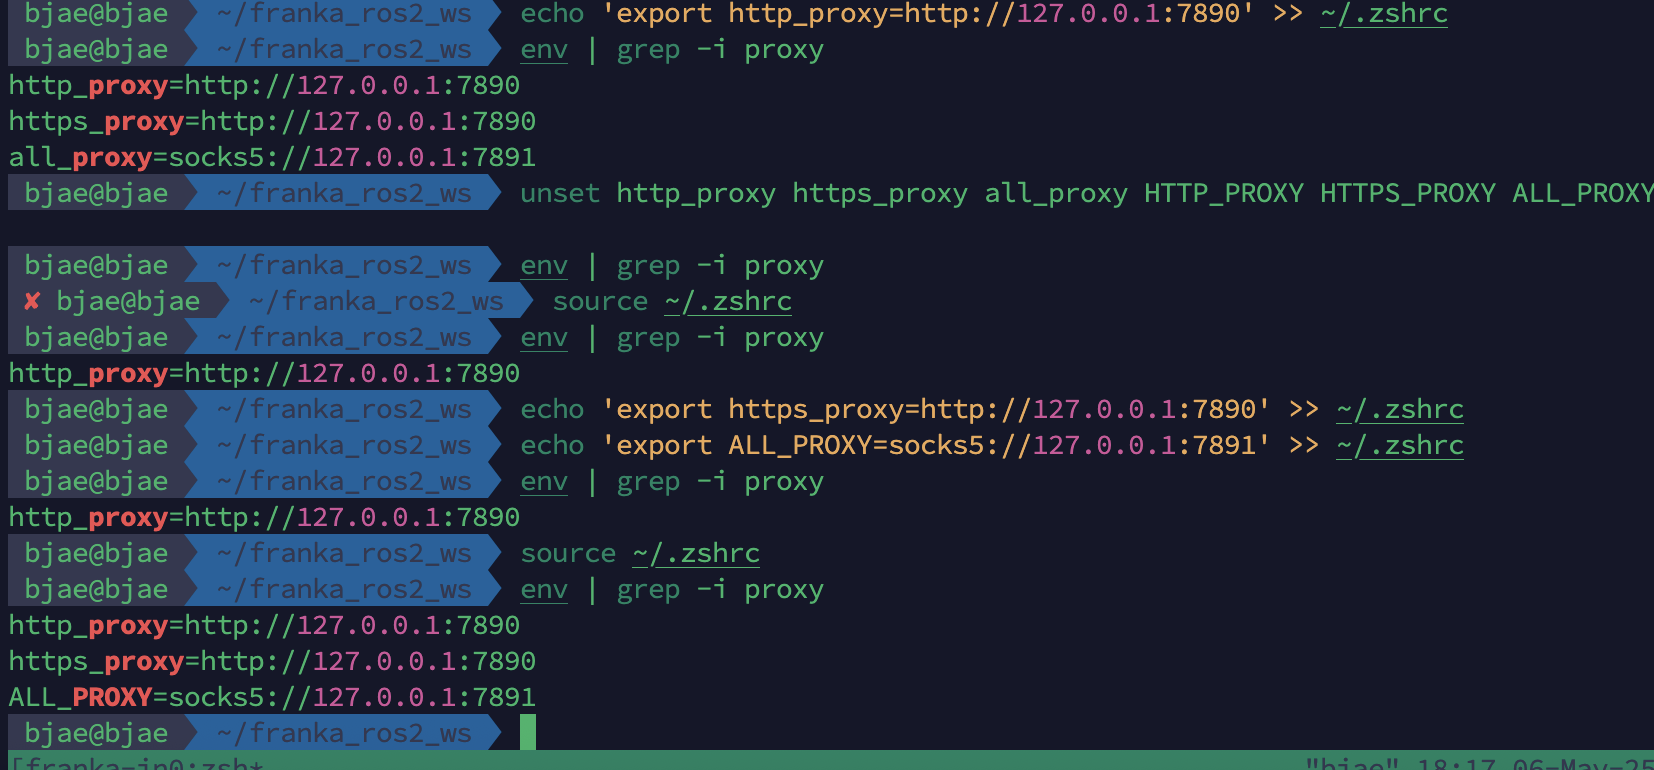 bjae@bjae ~/franka_ros2_ws echo 'export http_proxy=http://127.0.0.1:7890' >> ~/.zshrc
bjae@bjae ~/franka_ros2_ws env | grep -i proxy
http_proxy=http://127.0.0.1:7890
https_proxy=http://127.0.0.1:7890
all_proxy=socks5://127.0.0.1:7891
bjae@bjae ~/franka_ros2_ws unset http_proxy https_proxy all_proxy HTTP_PROXY HTTPS_PROXY ALL_PROXY
bjae@bjae ~/franka_ros2_ws env | grep -i proxy
✘ bjae@bjae ~/franka_ros2_ws source ~/.zshrc
bjae@bjae ~/franka_ros2_ws env | grep -i proxy
http_proxy=http://127.0.0.1:7890
bjae@bjae ~/franka_ros2_ws echo 'export https_proxy=http://127.0.0.1:7890' >> ~/.zshrc
bjae@bjae ~/franka_ros2_ws echo 'export ALL_PROXY=socks5://127.0.0.1:7891' >> ~/.zshrc
bjae@bjae ~/franka_ros2_ws env | grep -i proxy
http_proxy=http://127.0.0.1:7890
bjae@bjae ~/franka_ros2_ws source ~/.zshrc
bjae@bjae ~/franka_ros2_ws env | grep -i proxy
http_proxy=http://127.0.0.1:7890
https_proxy=http://127.0.0.1:7890
ALL_PROXY=socks5://127.0.0.1:7891
bjae@bjae ~/franka_ros2_ws
[franka-in0:zsh* "bjae" 18:17 06-May-25